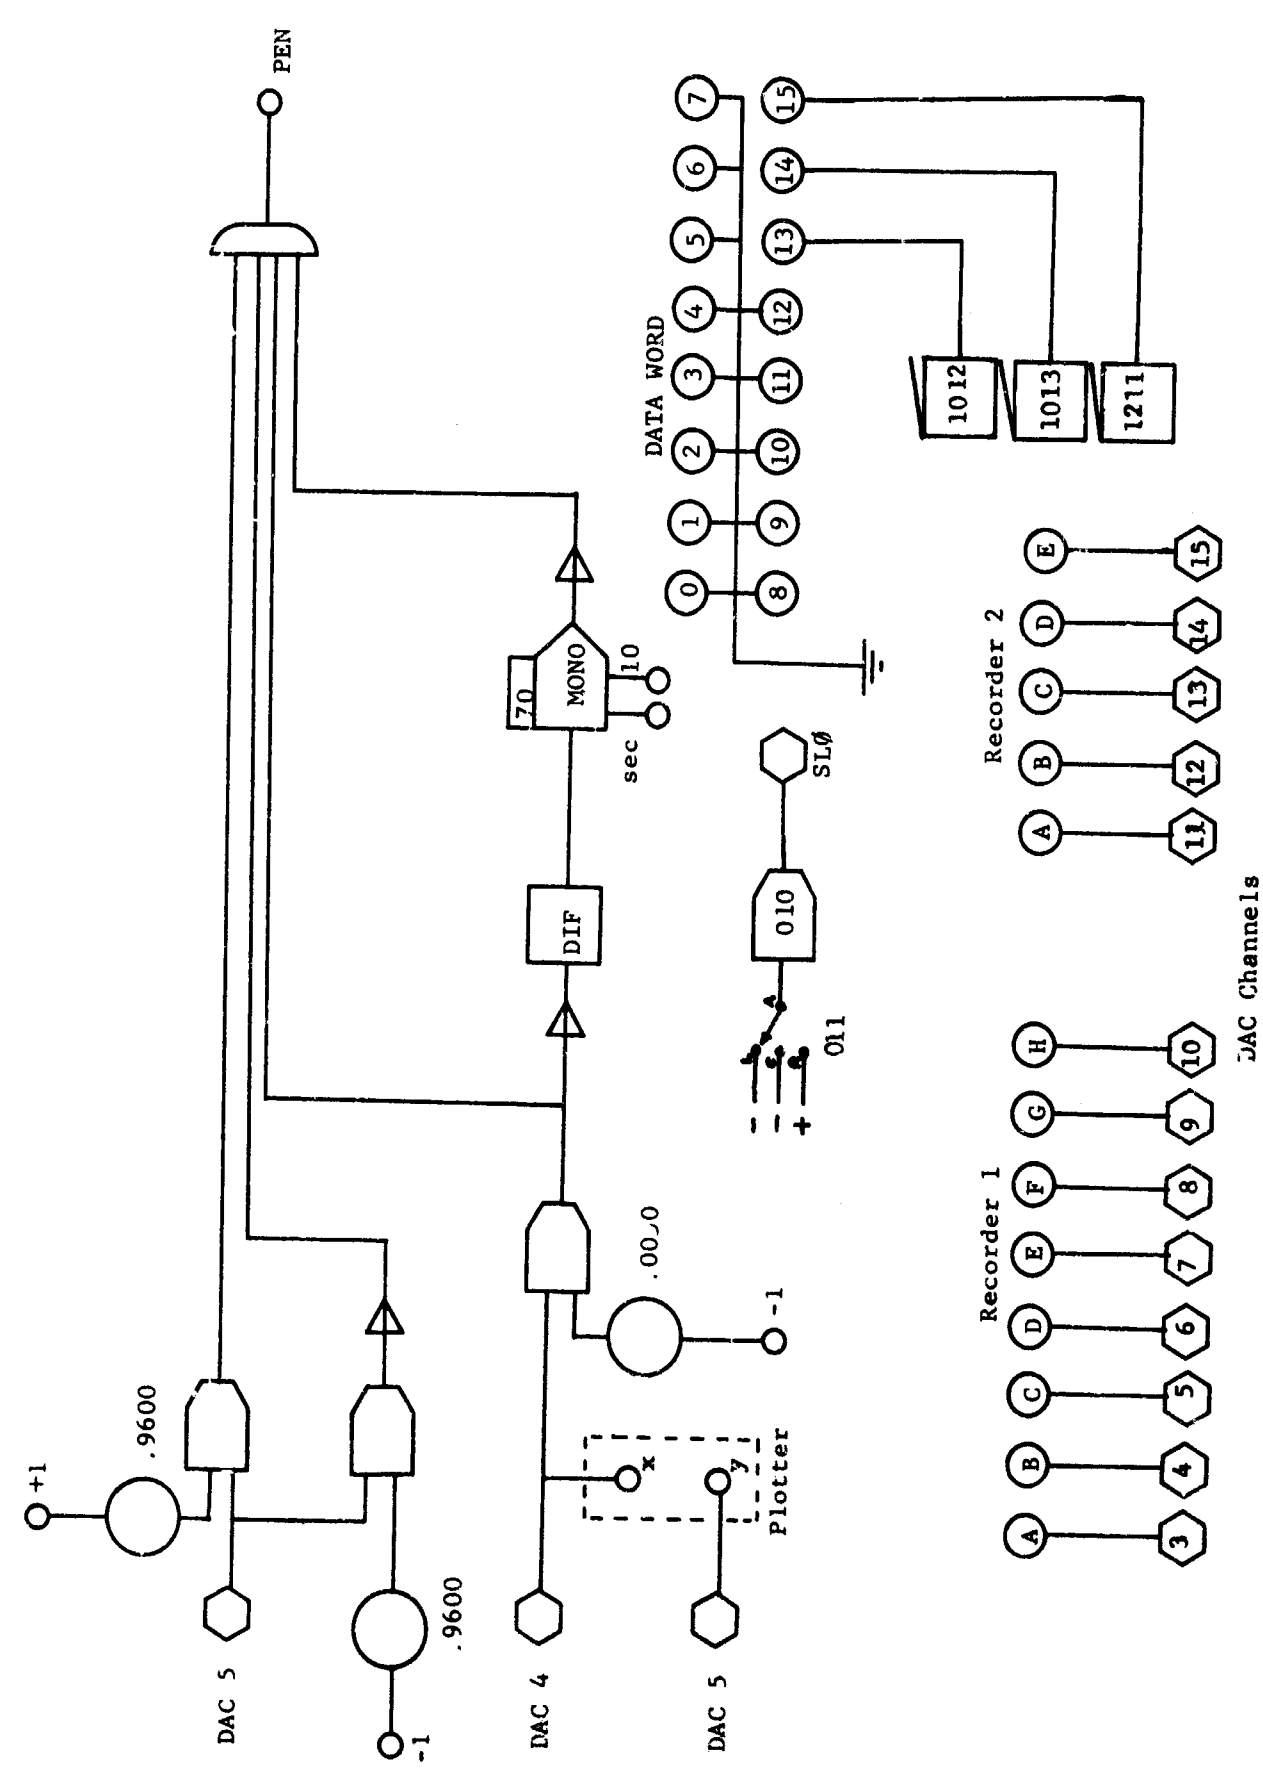 PEN
+1
.9600
DAC 5
-1
.9600
DAC 4
DAC 5
x
y
Plotter
-1
DIF
70
MONO
sec
10
DATA WORD
0
1
2
3
4
5
6
7
8
9
10
11
12
13
14
15
1012
1013
1211
-
-
+
A
011
010
SLØ
Recorder 1
A
B
C
D
E
F
G
H
3
4
5
6
7
8
9
10
Recorder 2
A
B
C
D
E
11
12
13
14
15
DAC Channels